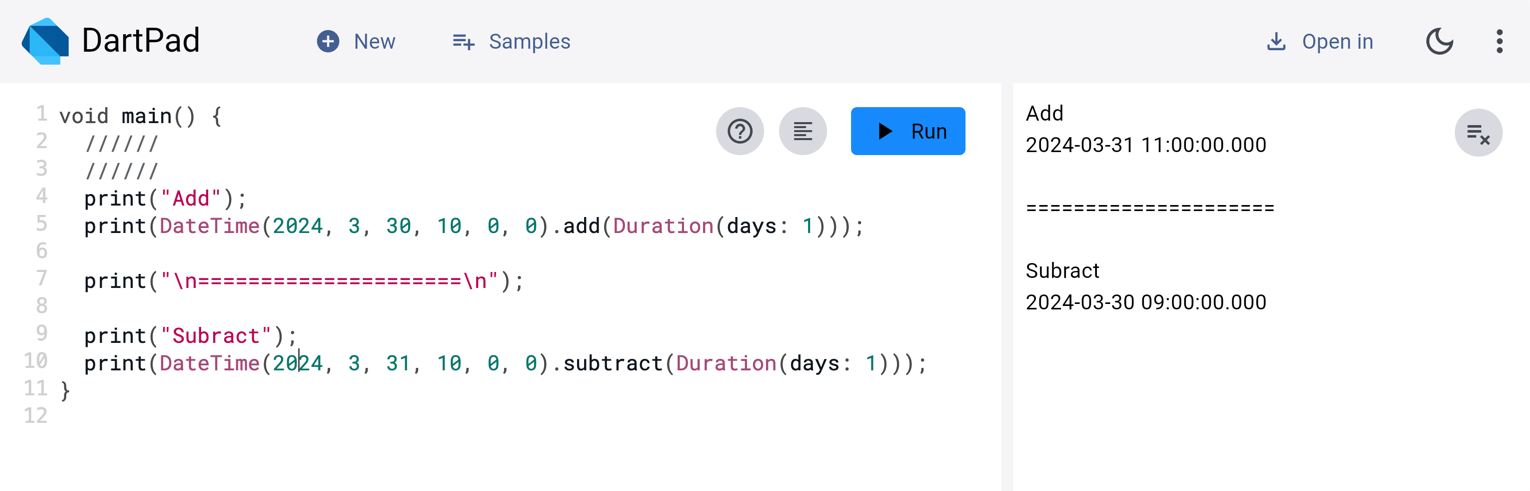 DartPad New Samples Open in
1 void main() {
2 //////
3 //////
4 print("Add");
5 print(DateTime(2024, 3, 30, 10, 0, 0).add(Duration(days: 1)));
6
7 print("\n=====================\n");
8
9 print("Subract");
10 print(DateTime(2024, 3, 31, 10, 0, 0).subtract(Duration(days: 1)));
11 }
12
Run
Add
2024-03-31 11:00:00.000
=====================
Subract
2024-03-30 09:00:00.000